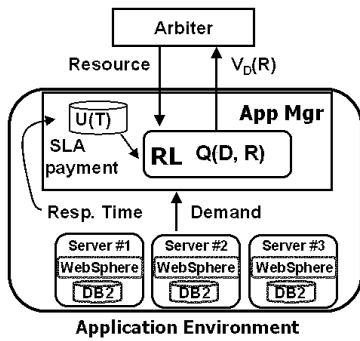 Arbiter
Resource
V_D(R)
App Mgr
U(T)
SLA
payment
RL Q(D, R)
Resp. Time
Demand
Server #1
WebSphere
DB2
Server #2
WebSphere
DB2
Server #3
WebSphere
DB2
Application Environment